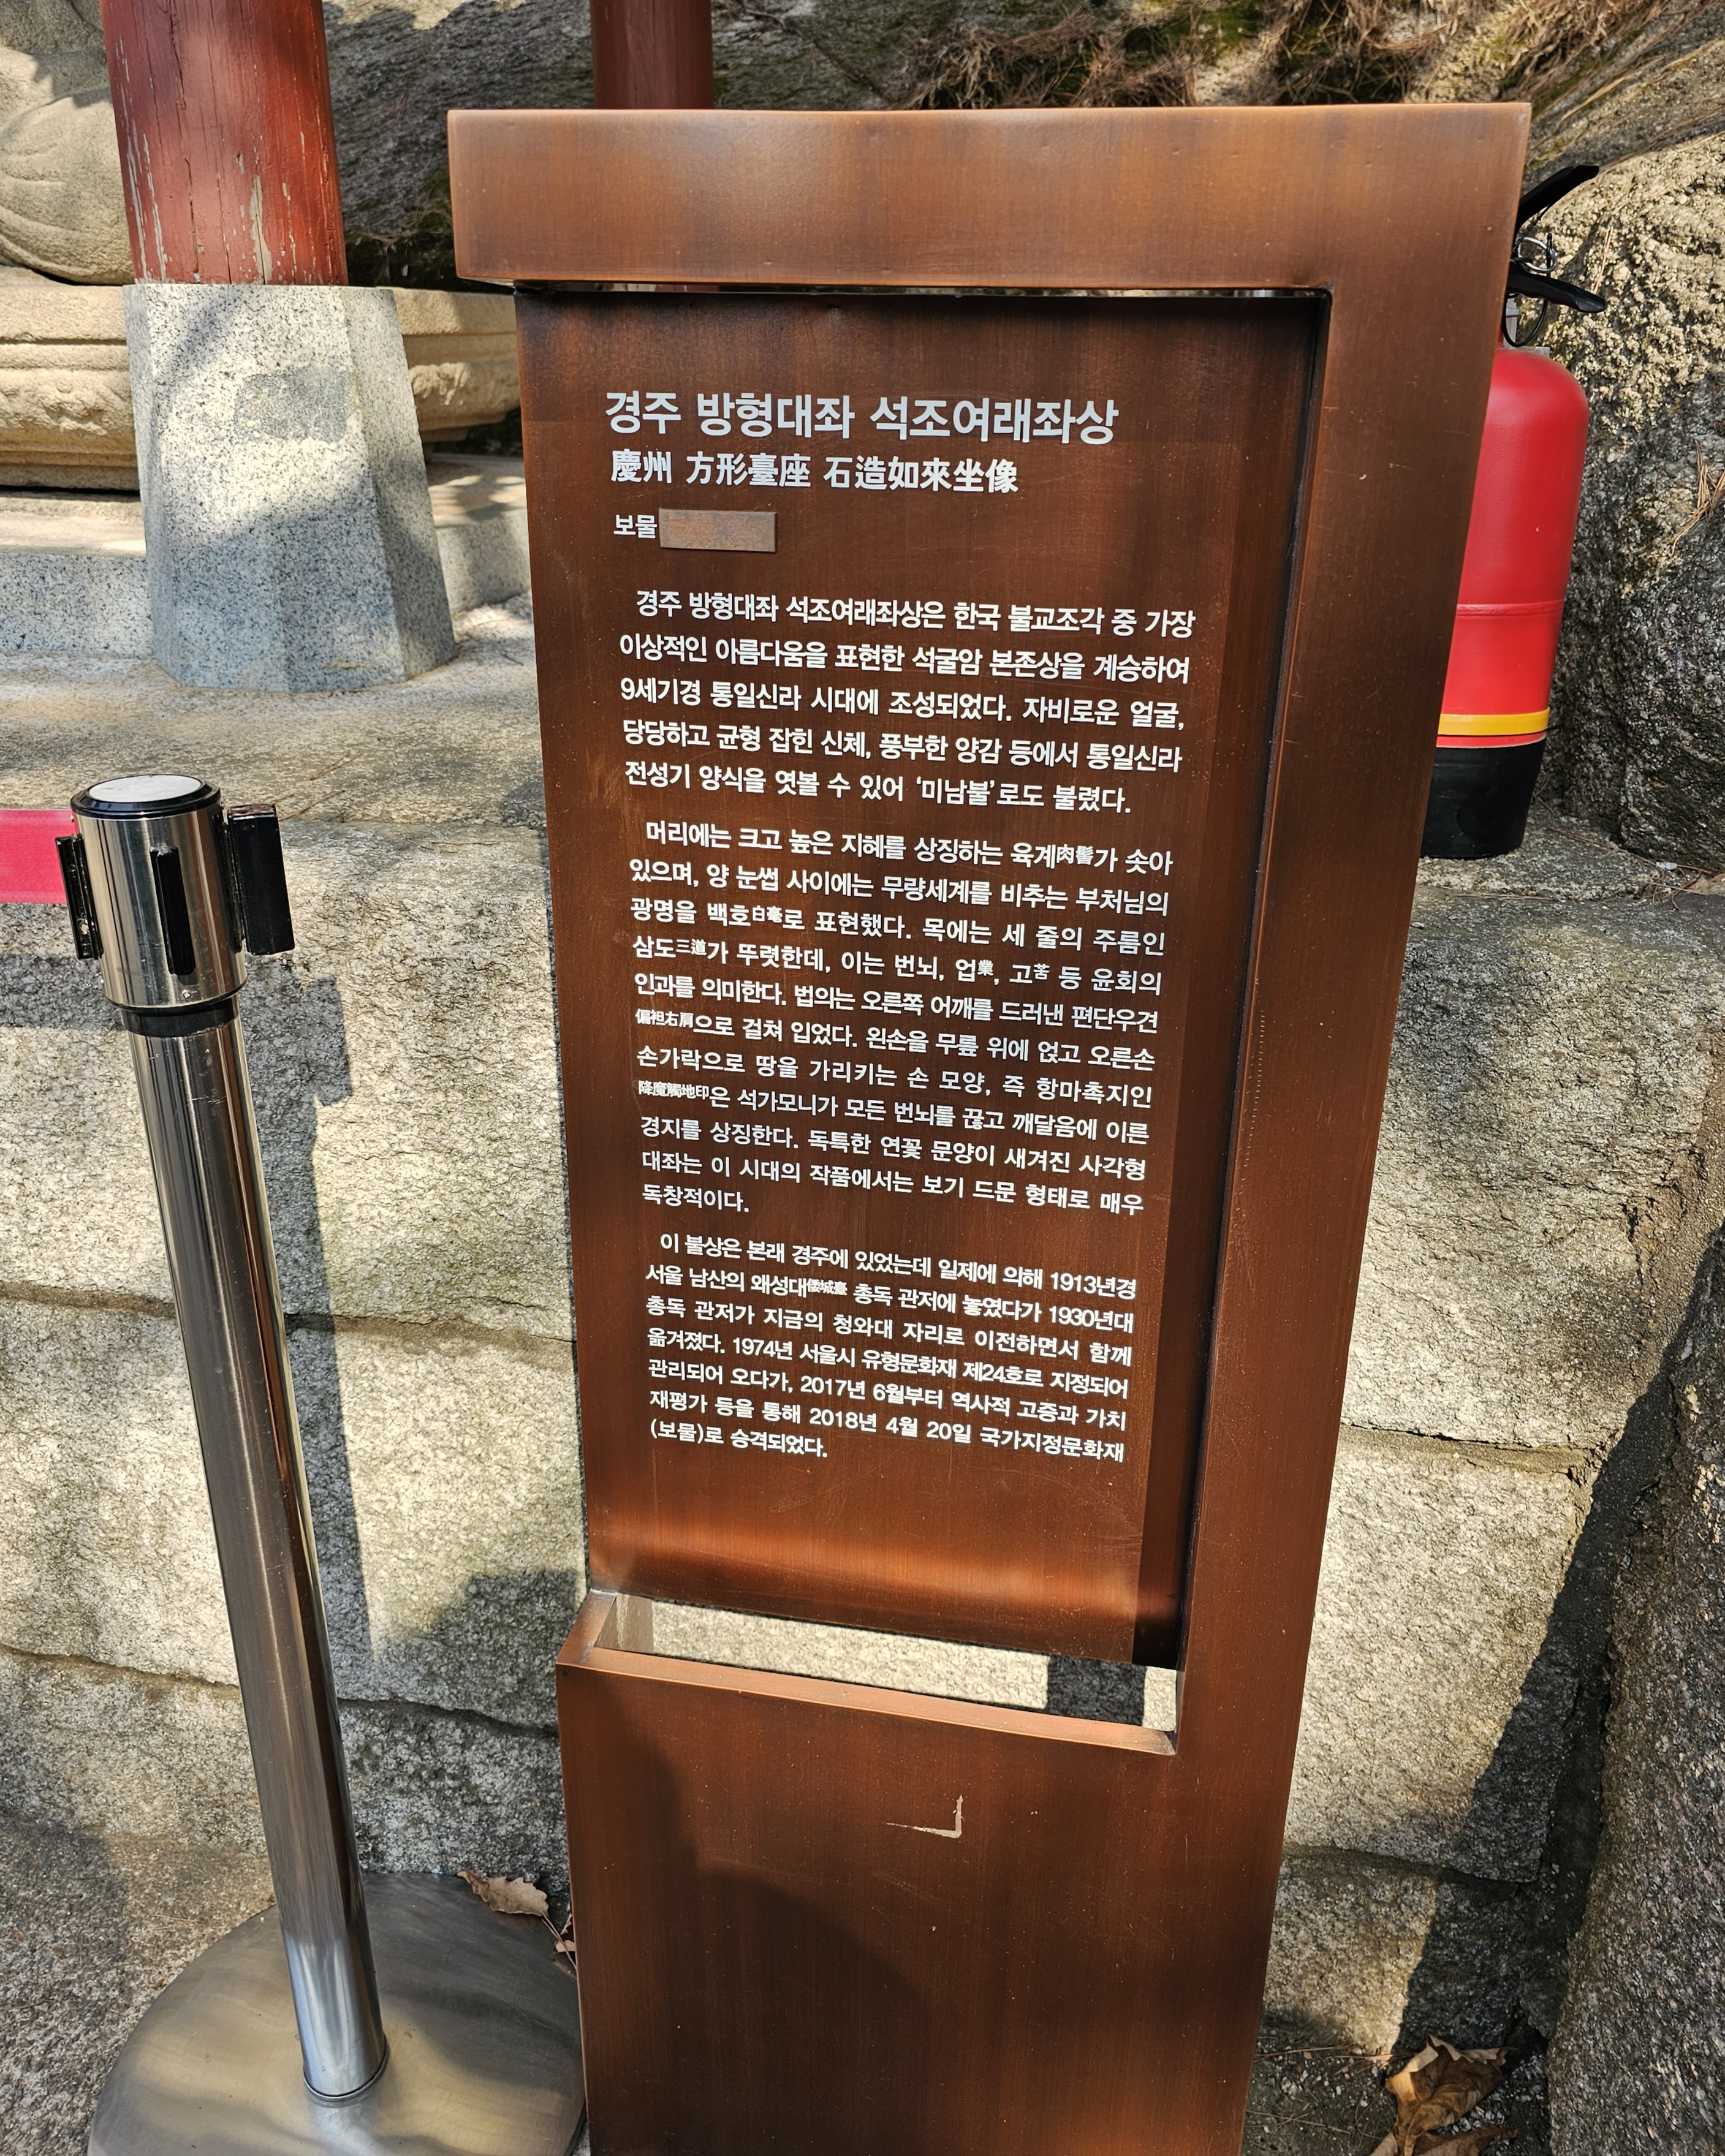 경주 방형대좌 석조여래좌상
慶州 方形臺座 石造如來坐像
보물
경주 방형대좌 석조여래좌상은 한국 불교조각 중 가장
이상적인 아름다움을 표현한 석굴암 본존상을 계승하여
9세기경 통일신라 시대에 조성되었다. 자비로운 얼굴,
당당하고 균형 잡힌 신체, 풍부한 양감 등에서 통일신라
전성기 양식을 엿볼 수 있어 ‘미남불’로도 불렸다.
머리에는 크고 높은 지혜를 상징하는 육계肉髻가 솟아
있으며, 양 눈썹 사이에는 무량세계를 비추는 부처님의
광명을 백호白毫로 표현했다. 목에는 세 줄의 주름인
삼도三道가 뚜렷한데, 이는 번뇌, 업業, 고苦 등 윤회의
인과를 의미한다. 법의는 오른쪽 어깨를 드러낸 편단우견
偏袒右肩으로 걸쳐 입었다. 왼손을 무릎 위에 얹고 오른손
손가락으로 땅을 가리키는 손 모양, 즉 항마촉지인
降魔觸地印은 석가모니가 모든 번뇌를 끊고 깨달음에 이른
경지를 상징한다. 독특한 연꽃 문양이 새겨진 사각형
대좌는 이 시대의 작품에서는 보기 드문 형태로 매우
독창적이다.
이 불상은 본래 경주에 있었는데 일제에 의해 1913년경
서울 남산의 왜성대倭城臺 총독 관저에 놓였다가 1930년대
총독 관저가 지금의 청와대 자리로 이전하면서 함께
옮겨졌다. 1974년 서울시 유형문화재 제24호로 지정되어
관리되어 오다가, 2017년 6월부터 역사적 고증과 가치
재평가 등을 통해 2018년 4월 20일 국가지정문화재
(보물)로 승격되었다.